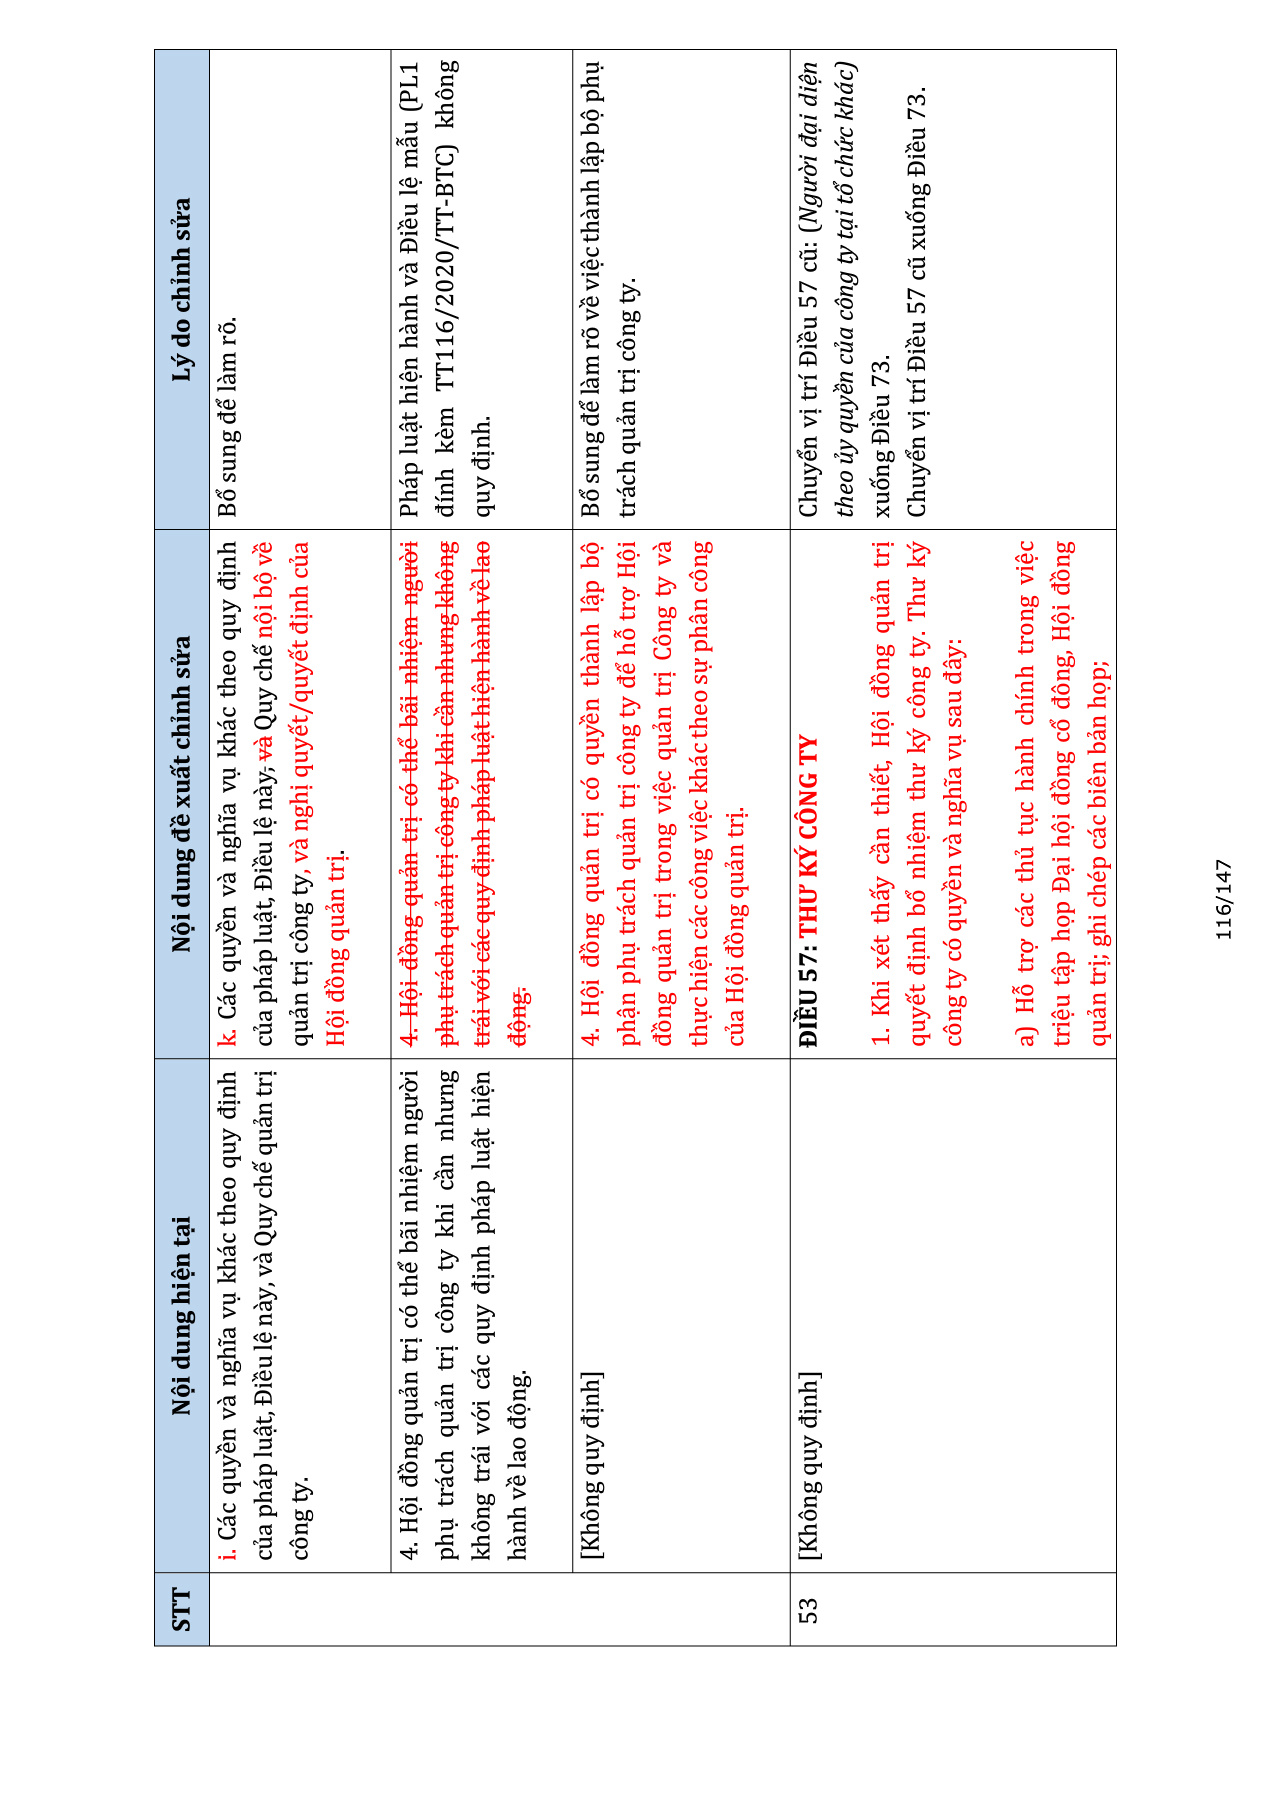 STT
Nội dung hiện tại
Nội dung đề xuất chỉnh sửa
Lý do chỉnh sửa
i. Các quyền và nghĩa vụ khác theo quy định
của pháp luật, Điều lệ này, và Quy chế quản trị
công ty.
k. Các quyền và nghĩa vụ khác theo quy định
của pháp luật, Điều lệ này, và Quy chế nội bộ về
quản trị công ty, và nghị quyết/quyết định của
Hội đồng quản trị.
Bổ sung để làm rõ.
4. Hội đồng quản trị có thể bãi nhiệm người
phụ trách quản trị công ty khi cần nhưng
không trái với các quy định pháp luật hiện
hành về lao động.
4. Hội đồng quản trị có thể bãi nhiệm người
phụ trách quản trị công ty khi cần nhưng không
trái với các quy định pháp luật hiện hành về lao
động.
Pháp luật hiện hành và Điều lệ mẫu (PL1
đính kèm TT116/2020/TT-BTC) không
quy định.
[Không quy định]
4. Hội đồng quản trị có quyền thành lập bộ
phận phụ trách quản trị công ty để hỗ trợ Hội
đồng quản trị trong việc quản trị Công ty và
thực hiện các công việc khác theo sự phân công
của Hội đồng quản trị.
Bổ sung để làm rõ về việc thành lập bộ phụ
trách quản trị công ty.
53
[Không quy định]
ĐIỀU 57: THƯ KÝ CÔNG TY
1. Khi xét thấy cần thiết, Hội đồng quản trị
quyết định bổ nhiệm thư ký công ty. Thư ký
công ty có quyền và nghĩa vụ sau đây:
a) Hỗ trợ các thủ tục hành chính trong việc
triệu tập họp Đại hội đồng cổ đông, Hội đồng
quản trị; ghi chép các biên bản họp;
Chuyển vị trí Điều 57 cũ: (Người đại diện
theo ủy quyền của công ty tại tổ chức khác)
xuống Điều 73.
Chuyển vị trí Điều 57 cũ xuống Điều 73.
116/147